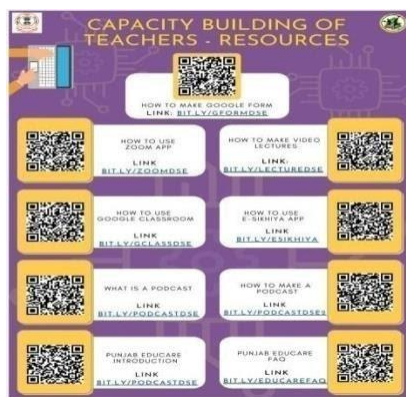 CAPACITY BUILDING OF
TEACHERS - RESOURCES
HOW TO MAKE GOOGLE FORM
LINK: BIT.LY/GFORMDSE
HOW TO USE
ZOOM APP
LINK
BIT.LY/ZOOMDSE
HOW TO MAKE VIDEO
LECTURES
LINK:
BIT.LY/LECTUREDSE
HOW TO USE
GOOGLE CLASSROOM
LINK
BIT.LY/GCLASSDSE
HOW TO USE
E-SIKHIYA APP
LINK
BIT.LY/ESIKHIYA
WHAT IS A PODCAST
LINK
BIT.LY/PODCASTDSE
HOW TO MAKE A
PODCAST
LINK
BIT.LY/PODCASTDSE2
PUNJAB EDUCARE
INTRODUCTION
LINK
BIT.LY/PODCASTDSE
PUNJAB EDUCARE
FAQ
LINK
BIT.LY/EDUCAREFAQ